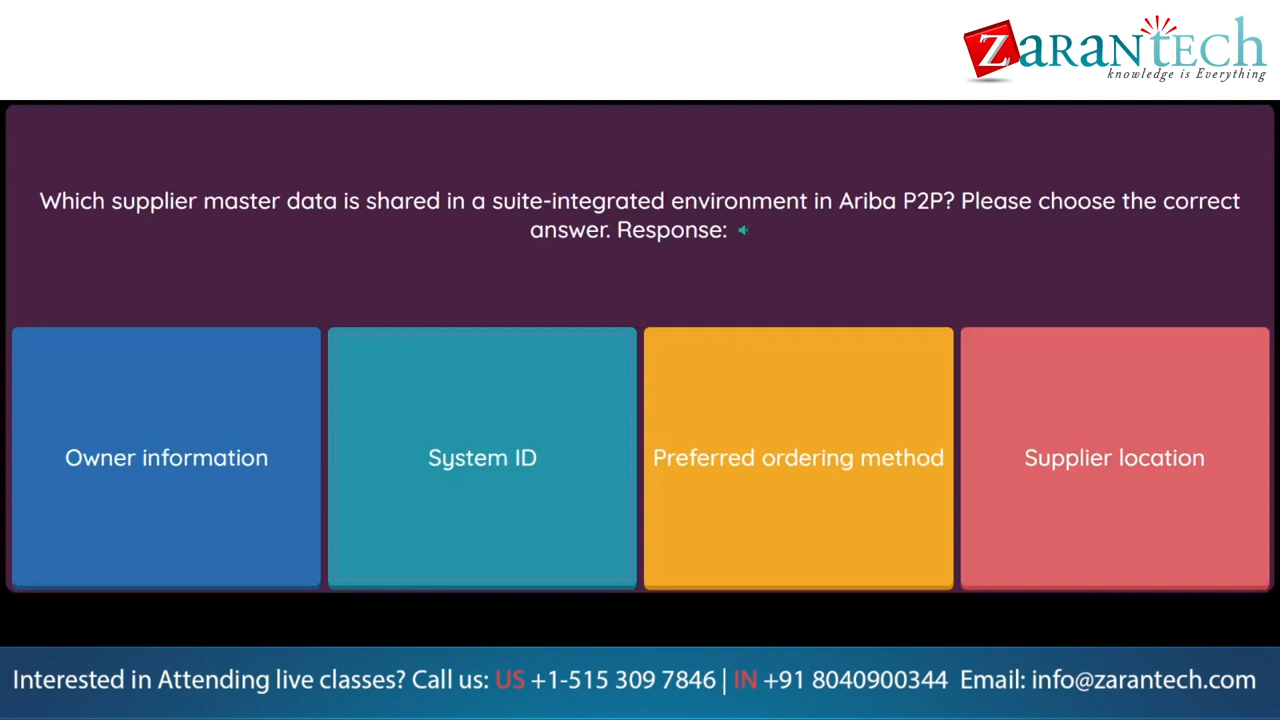 ZaranTech
knowledge is Everything
Which supplier master data is shared in a suite-integrated environment in Ariba P2P? Please choose the correct
answer. Response:
Owner information
System ID
Preferred ordering method
Supplier location
Interested in Attending live classes? Call us: US +1-515 309 7846 | IN +91 8040900344 Email: info@zarantech.com